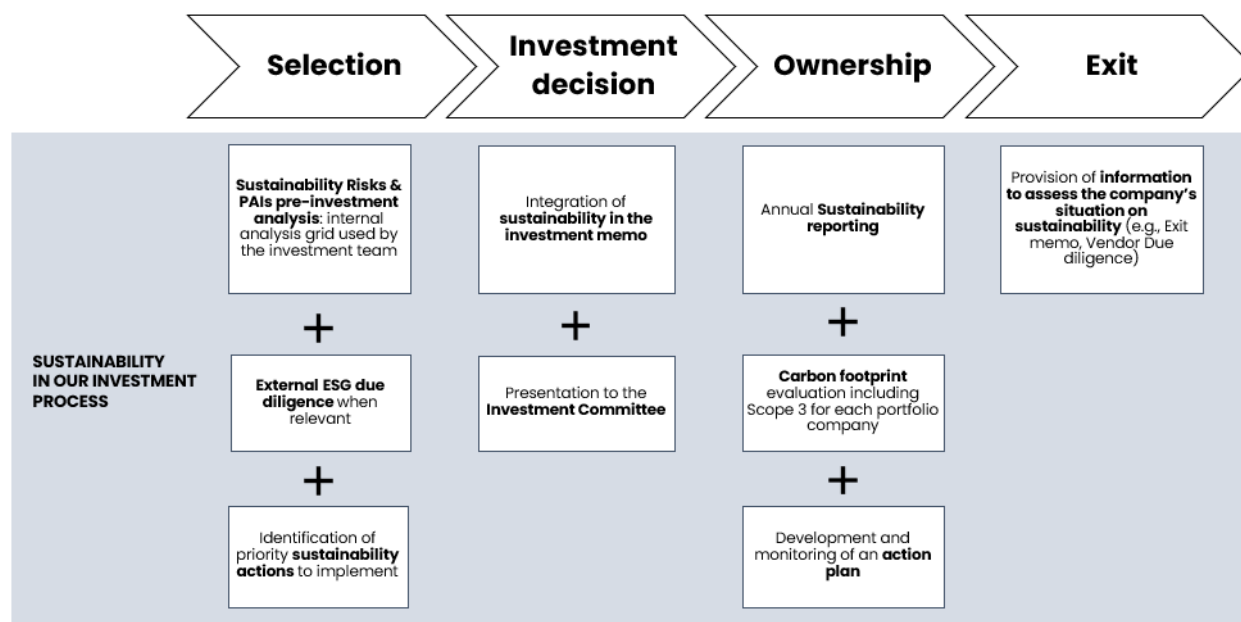 Selection
Investment
decision
Ownership
Exit
SUSTAINABILITY
IN OUR INVESTMENT
PROCESS
Sustainability Risks &
PAIs pre-investment
analysis: internal
analysis grid used by
the investment team
+
External ESG due
diligence when
relevant
+
Identification of
priority sustainability
actions to implement
Integration of
sustainability in the
investment memo
+
Presentation to the
Investment Committee
Annual Sustainability
reporting
+
Carbon footprint
evaluation including
Scope 3 for each portfolio
company
+
Development and
monitoring of an action
plan
Provision of information
to assess the company's
situation on
sustainability (e.g., Exit
memo, Vendor Due
diligence)